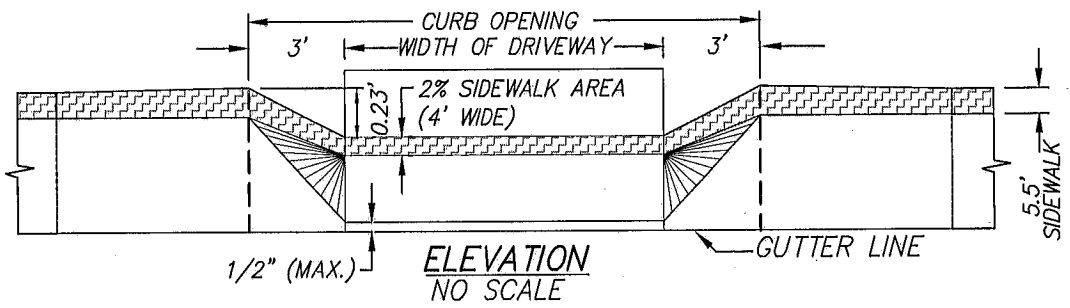 CURB OPENING
3' WIDTH OF DRIVEWAY 3'
0.23'
2% SIDEWALK AREA
(4' WIDE)
5.5'
SIDEWALK
1/2" (MAX.)
ELEVATION
NO SCALE
GUTTER LINE